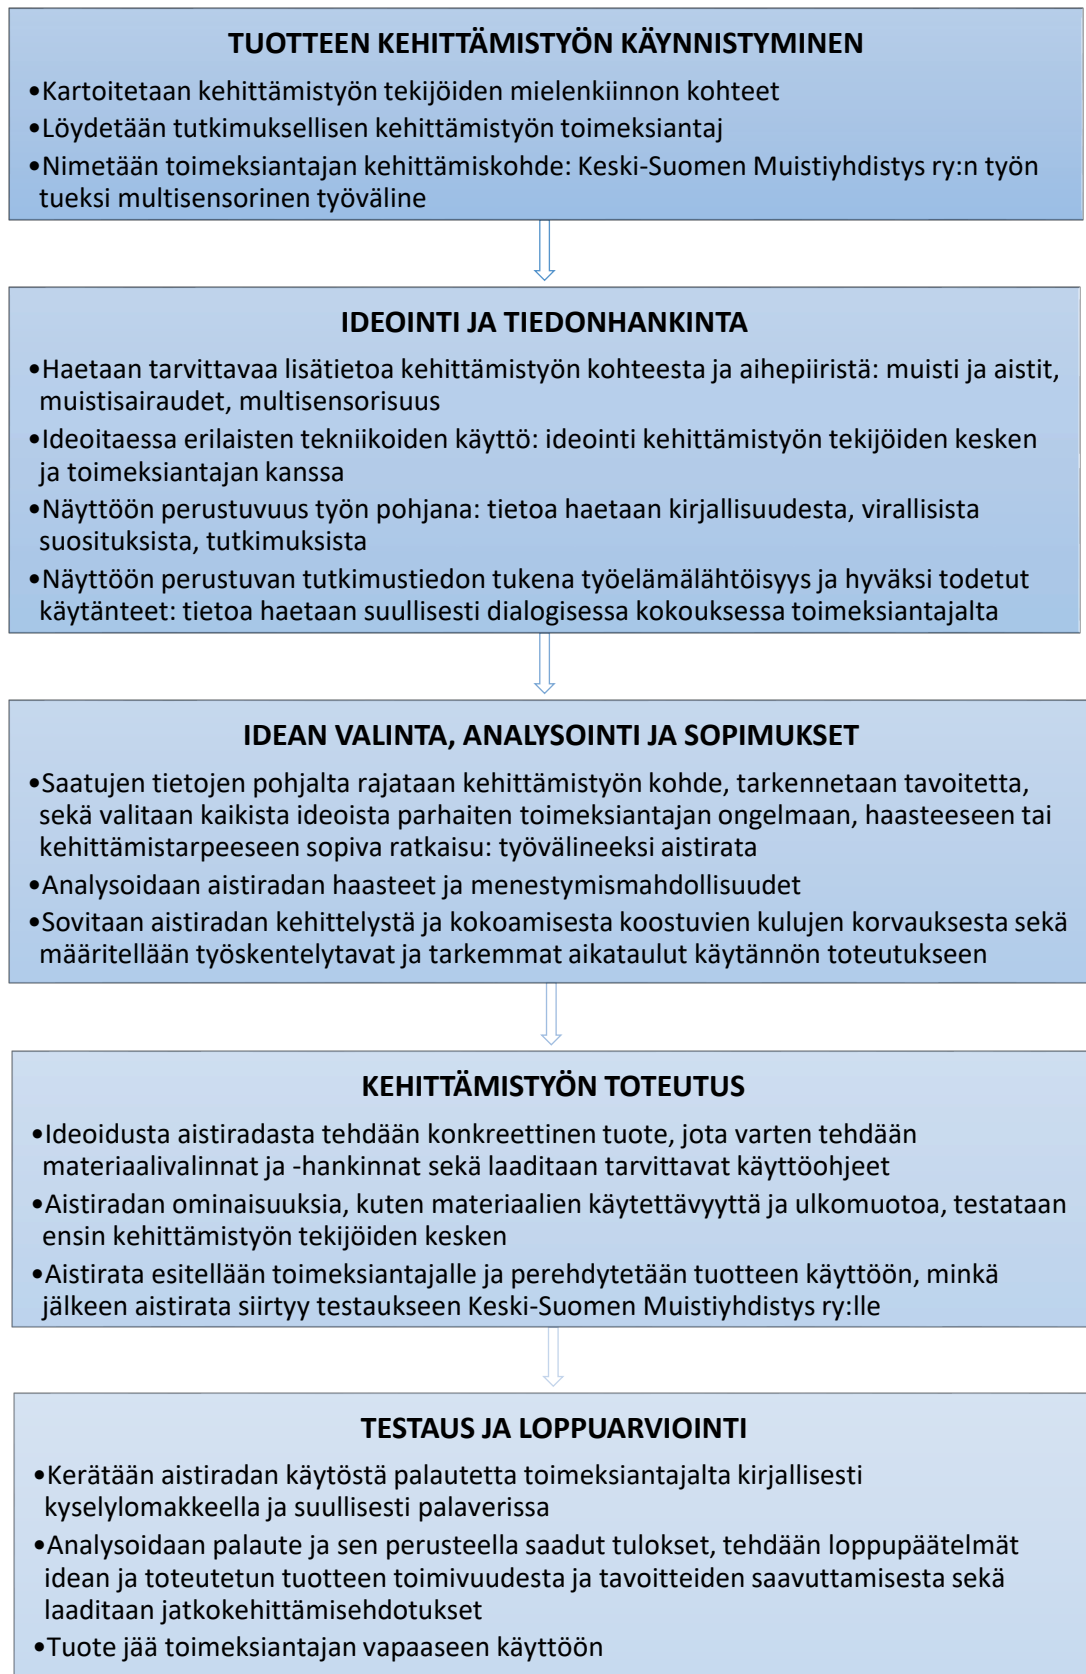 TUOTTEEN KEHITTÄMISTYÖN KÄYNNISTYMINEN
•Kartoitetaan kehittämistyön tekijöiden mielenkiinnon kohteet
•Löydetään tutkimuksellisen kehittämistyön toimeksiantaj
•Nimetään toimeksiantajan kehittämiskohde: Keski-Suomen Muistiyhdistys ry:n työn
tueksi multisensorinen työväline
IDEOINTI JA TIEDONHANKINTA
•Haetaan tarvittavaa lisätietoa kehittämistyön kohteesta ja aihepiiristä: muisti ja aistit,
muistisairaudet, multisensorisuus
•Ideoitaessa erilaisten tekniikoiden käyttö: ideointi kehittämistyön tekijöiden kesken
ja toimeksiantajan kanssa
•Näyttöön perustuvuus työn pohjana: tietoa haetaan kirjallisuudesta, virallisista
suosituksista, tutkimuksista
•Näyttöön perustuvan tutkimustiedon tukena työelämälähtöisyys ja hyväksi todetut
käytänteet: tietoa haetaan suullisesti dialogisessa kokouksessa toimeksiantajalta
IDEAN VALINTA, ANALYSOINTI JA SOPIMUKSET
•Saatujen tietojen pohjalta rajataan kehittämistyön kohde, tarkennetaan tavoitetta,
sekä valitaan kaikista ideoista parhaiten toimeksiantajan ongelmaan, haasteeseen tai
kehittämistarpeeseen sopiva ratkaisu: työvälineeksi aistirata
•Analysoidaan aistiradan haasteet ja menestymismahdollisuudet
•Sovitaan aistiradan kehittelystä ja kokoamisesta koostuvien kulujen korvauksesta sekä
määritellään työskentelytavat ja tarkemmat aikataulut käytännön toteutukseen
KEHITTÄMISTYÖN TOTEUTUS
•Ideoidusta aistiradasta tehdään konkreettinen tuote, jota varten tehdään
materiaalivalinnat ja -hankinnat sekä laaditaan tarvittavat käyttöohjeet
•Aistiradan ominaisuuksia, kuten materiaalien käytettävyyttä ja ulkomuotoa, testataan
ensin kehittämistyön tekijöiden kesken
•Aistirata esitellään toimeksiantajalle ja perehdytetään tuotteen käyttöön, minkä
jälkeen aistirata siirtyy testaukseen Keski-Suomen Muistiyhdistys ry:lle
TESTAUS JA LOPPUARVIOINTI
•Kerätään aistiradan käytöstä palautetta toimeksiantajalta kirjallisesti
kyselylomakkeella ja suullisesti palaverissa
•Analysoidaan palaute ja sen perusteella saadut tulokset, tehdään loppupäätelmät
idean ja toteutetun tuotteen toimivuudesta ja tavoitteiden saavuttamisesta sekä
laaditaan jatkokehittämisehdotukset
•Tuote jää toimeksiantajan vapaaseen käyttöön